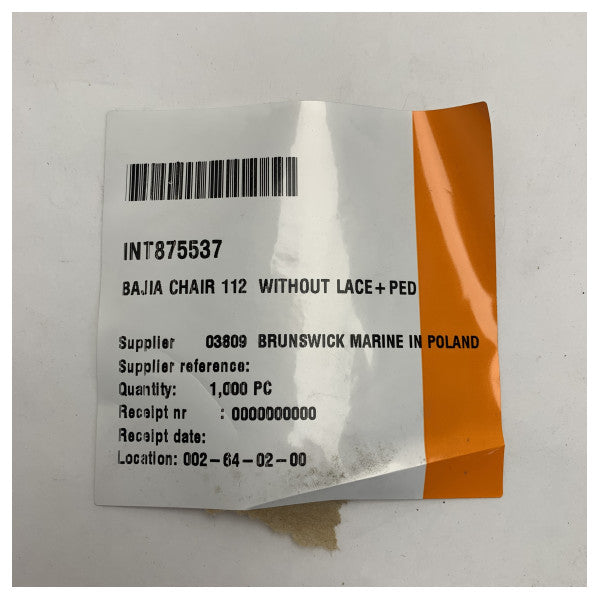 INT875537
BAJIA CHAIR 112 WITHOUT LACE+PED
Supplier 03809 BRUNSWICK MARINE IN POLAND
Supplier reference:
Quantity: 1,000 PC
Receipt nr : 0000000000
Receipt date:
Location: 002-64-02-00